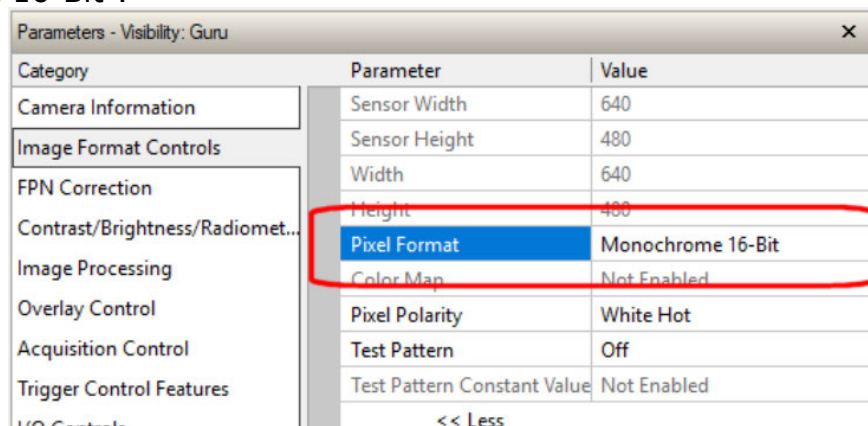 Parameters - Visibility: Guru ×
Category Parameter Value
Camera Information Sensor Width 640
Image Format Controls Sensor Height 480
FPN Correction Width 640
Contrast/Brightness/Radiomet... Height 480
Image Processing Pixel Format Monochrome 16-Bit
Color Map Not Enabled
Overlay Control Pixel Polarity White Hot
Acquisition Control Test Pattern Off
Trigger Control Features Test Pattern Constant Value Not Enabled
<< Less